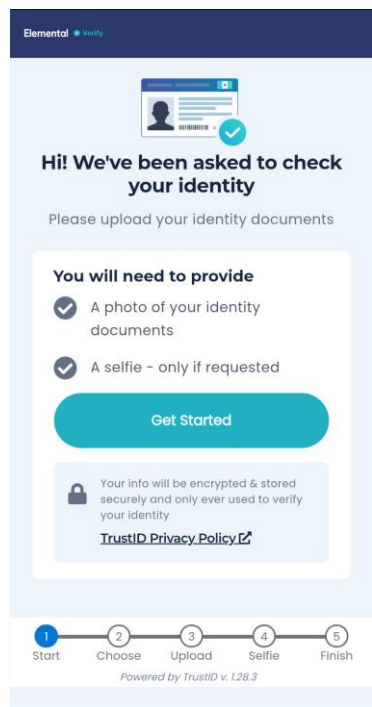 Elemental Verify
Hi! We've been asked to check
your identity
Please upload your identity documents
You will need to provide
A photo of your identity
documents
A selfie - only if requested
Get Started
Your info will be encrypted & stored
securely and only ever used to verify
your identity
TrustID Privacy Policy
1 2 3 4 5
Start Choose Upload Selfie Finish
Powered by TrustID v. 1.28.3